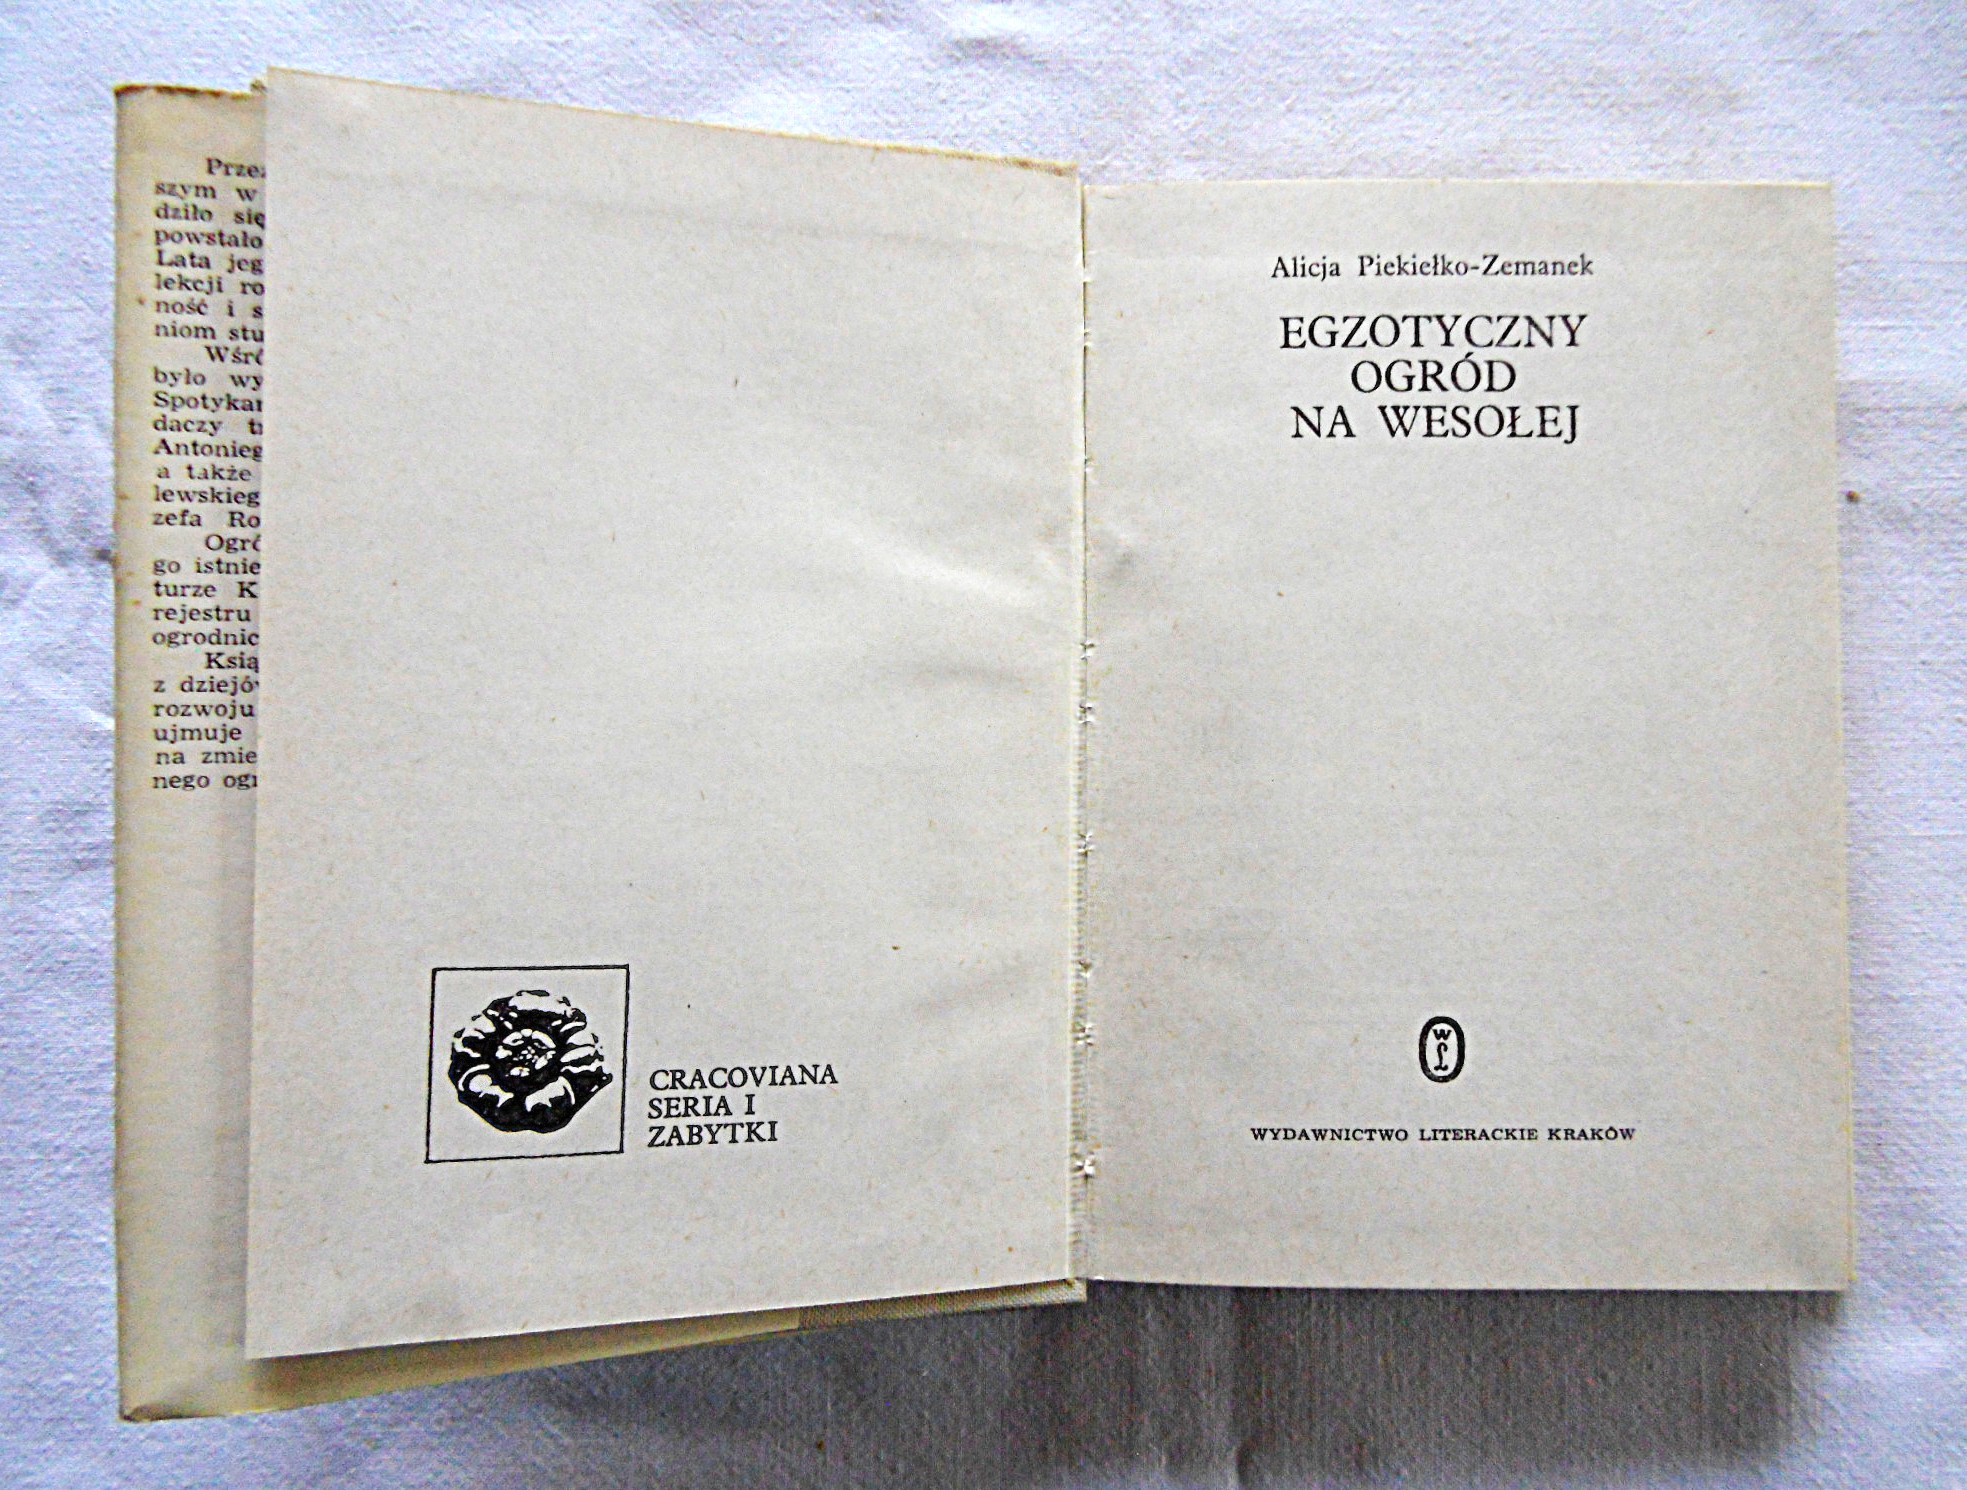 szym w
dziło się
powstało
Lata jeg
lekcji ro
ność i s
niom stu
było wy
daczy
Antonieg
a także
lewskieg
zefa Ro
go istnie
turze K
rejestru
ogrodnic
Ksią
z dziejó
rozwoju
ujmuje
na zmie
nego
CRACOVIANA
SERIA I
ZABYTKI
Alicja Piekiełko-Zemanek
EGZOTYCZNY
OGRÓD
NA WESOŁEJ
WL
WYDAWNICTWO LITERACKIE KRAKÓW